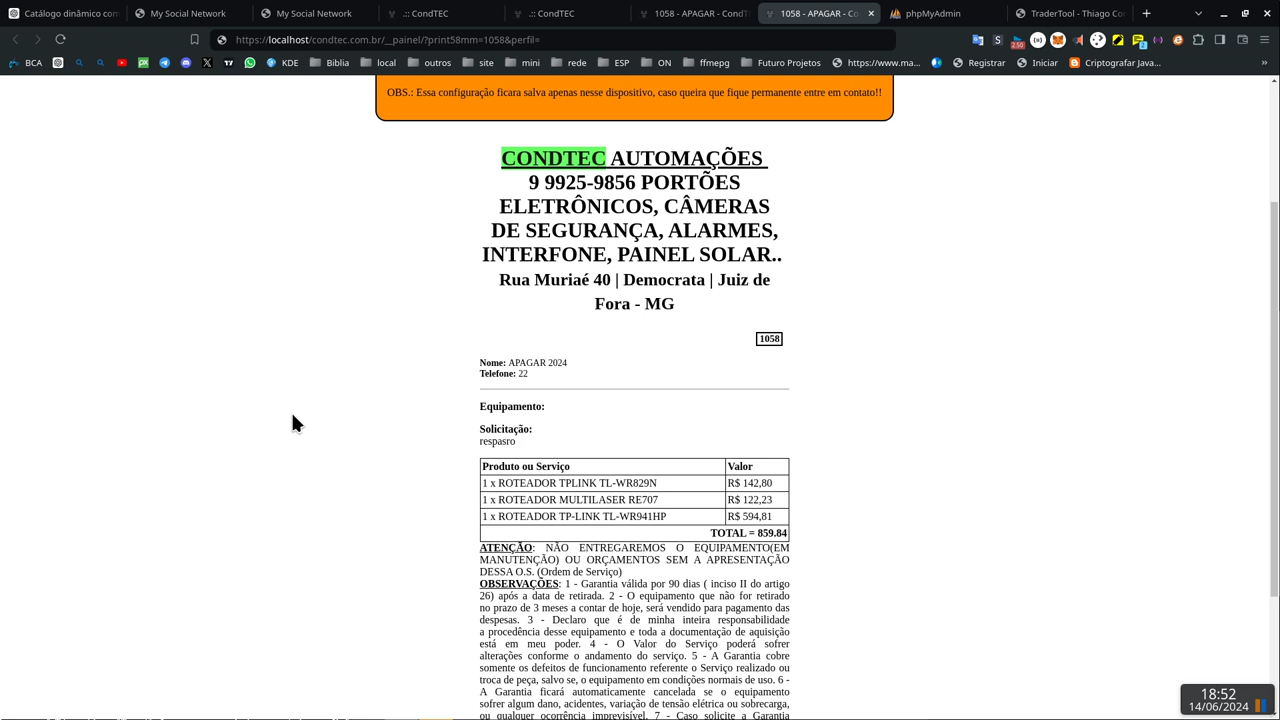 Catálogo dinâmico com
My Social Network
My Social Network
.:: CondTEC
.:: CondTEC
1058 - APAGAR - CondT
1058 - APAGAR - Co
phpMyAdmin
TraderTool - Thiago Co
https://localhost/condtec.com.br/__painel/?print58mm=1058&perfil=
2.50
2
BCA
KDE
Biblia
local
outros
site
mini
rede
ESP
ON
ffmepg
Futuro Projetos
https://www.ma...
Registrar
Iniciar
Criptografar Java...
OBS.: Essa configuração ficara salva apenas nesse dispositivo, caso queira que fique permanente entre em contato!!
CONDTEC AUTOMAÇÕES
9 9925-9856 PORTÕES
ELETRÔNICOS, CÂMERAS
DE SEGURANÇA, ALARMES,
INTERFONE, PAINEL SOLAR..
Rua Muriaé 40 | Democrata | Juiz de
Fora - MG
1058
Nome: APAGAR 2024
Telefone: 22
Equipamento:
Solicitação:
respasro
Produto ou Serviço Valor
1 x ROTEADOR TPLINK TL-WR829N R$ 142,80
1 x ROTEADOR MULTILASER RE707 R$ 122,23
1 x ROTEADOR TP-LINK TL-WR941HP R$ 594,81
TOTAL = 859.84
ATENÇÃO: NÃO ENTREGAREMOS O EQUIPAMENTO(EM
MANUTENÇÃO) OU ORÇAMENTOS SEM A APRESENTAÇÃO
DESSA O.S. (Ordem de Serviço)
OBSERVAÇÕES: 1 - Garantia válida por 90 dias ( inciso II do artigo
26) após a data de retirada. 2 - O equipamento que não for retirado
no prazo de 3 meses a contar de hoje, será vendido para pagamento das
despesas. 3 - Declaro que é de minha inteira responsabilidade
a procedência desse equipamento e toda a documentação de aquisição
está em meu poder. 4 - O Valor do Serviço poderá sofrer
alterações conforme o andamento do serviço. 5 - A Garantia cobre
somente os defeitos de funcionamento referente o Serviço realizado ou
troca de peça, salvo se, o equipamento em condições normais de uso. 6 -
A Garantia ficará automaticamente cancelada se o equipamento
sofrer algum dano, acidentes, variação de tensão elétrica ou sobrecarga,
ou qualquer ocorrência imprevisível. 7 - Caso solicite a Garantia
18:52
14/06/2024